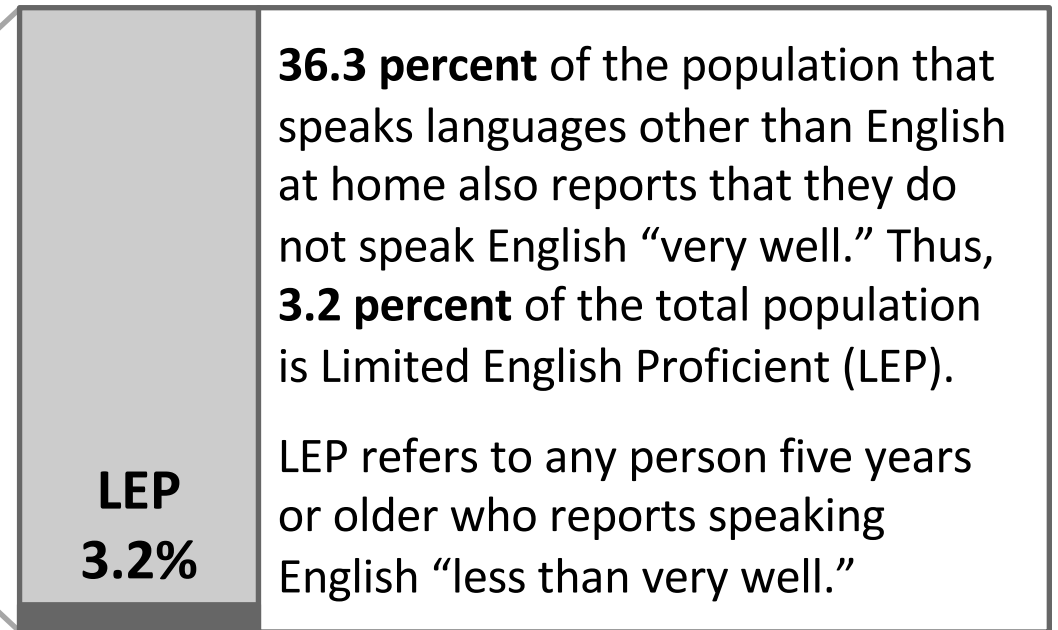 LEP
3.2%
36.3 percent of the population that
speaks languages other than English
at home also reports that they do
not speak English “very well.” Thus,
3.2 percent of the total population
is Limited English Proficient (LEP).
LEP refers to any person five years
or older who reports speaking
English “less than very well.”